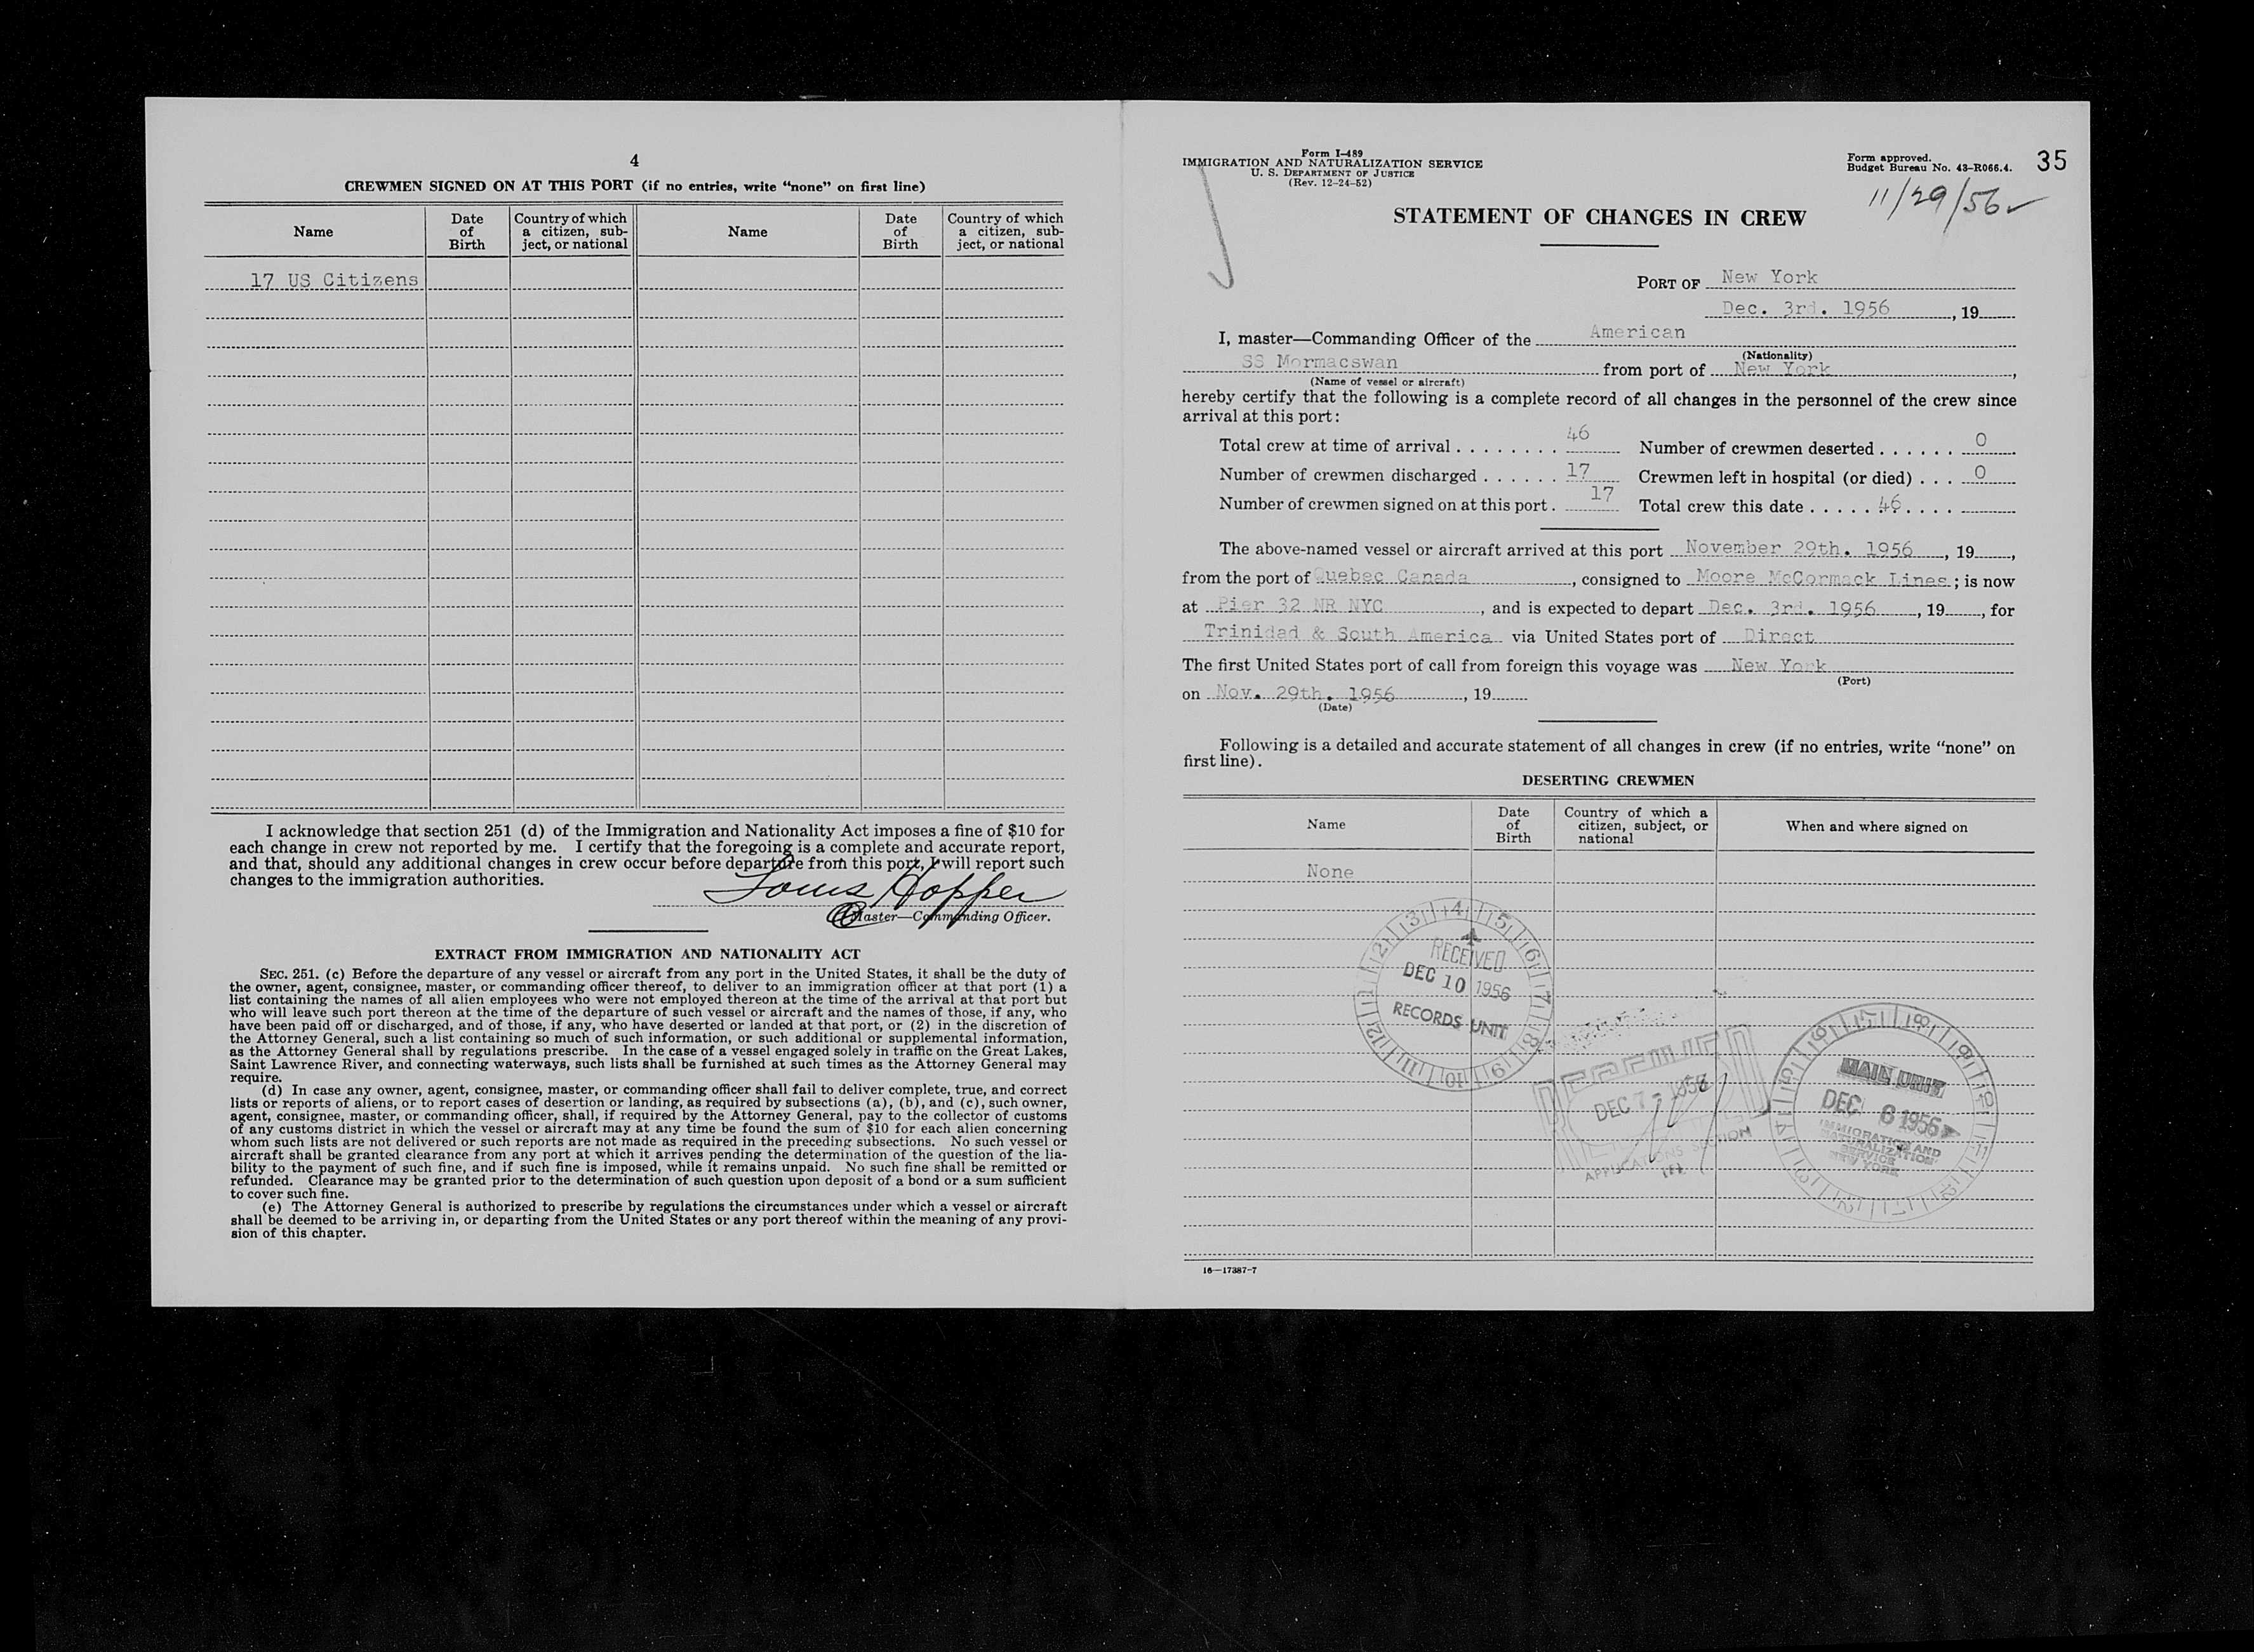 4
CREWMEN SIGNED ON AT THIS PORT (if no entries, write “none” on first line)
Name
Date of Birth
Country of which a citizen, subject, or national
Name
Date of Birth
Country of which a citizen, subject, or national
17 US Citizens
I acknowledge that section 251 (d) of the Immigration and Nationality Act imposes a fine of $10 for
each change in crew not reported by me. I certify that the foregoing is a complete and accurate report,
and that, should any additional changes in crew occur before departure from this port, I will report such
changes to the immigration authorities.
Louis Hopper
Master—Commanding Officer.
EXTRACT FROM IMMIGRATION AND NATIONALITY ACT
SEC. 251. (c) Before the departure of any vessel or aircraft from any port in the United States, it shall be the duty of
the owner, agent, consignee, master, or commanding officer thereof, to deliver to an immigration officer at that port (1) a
list containing the names of all alien employees who were not employed thereon at the time of the arrival at that port but
who will leave such port thereon at the time of the departure of such vessel or aircraft and the names of those, if any, who
have been paid off or discharged, and of those, if any, who have deserted or landed at that port, or (2) in the discretion of
the Attorney General, such a list containing so much of such information, or such additional or supplemental information,
as the Attorney General shall by regulations prescribe. In the case of a vessel engaged solely in traffic on the Great Lakes,
Saint Lawrence River, and connecting waterways, such lists shall be furnished at such times as the Attorney General may
require.
(d) In case any owner, agent, consignee, master, or commanding officer shall fail to deliver complete, true, and correct
lists or reports of aliens, or to report cases of desertion or landing, as required by subsections (a), (b), and (c), such owner,
agent, consignee, master, or commanding officer, shall, if required by the Attorney General, pay to the collector of customs
of any customs district in which the vessel or aircraft may at any time be found the sum of $10 for each alien concerning
whom such lists are not delivered or such reports are not made as required in the preceding subsections. No such vessel or
aircraft shall be granted clearance from any port at which it arrives pending the determination of the question of the lia-
bility to the payment of such fine, and if such fine is imposed, while it remains unpaid. No such fine shall be remitted or
refunded. Clearance may be granted prior to the determination of such question upon deposit of a bond or a sum sufficient
to cover such fine.
(e) The Attorney General is authorized to prescribe by regulations the circumstances under which a vessel or aircraft
shall be deemed to be arriving in, or departing from the United States or any port thereof within the meaning of any provi-
sion of this chapter.
Form I-489
IMMIGRATION AND NATURALIZATION SERVICE
U. S. DEPARTMENT OF JUSTICE
(Rev. 12-24-52)
Form approved.
Budget Bureau No. 43-R066.4.
35
11/29/56
STATEMENT OF CHANGES IN CREW
PORT OF New York
Dec. 3rd. 1956, 19
I, master—Commanding Officer of the American
(Nationality)
SS Mormacswan from port of New York,
(Name of vessel or aircraft)
hereby certify that the following is a complete record of all changes in the personnel of the crew since
arrival at this port:
Total crew at time of arrival . . . . . . . . 46 Number of crewmen deserted . . . . . . 0
Number of crewmen discharged . . . . . . 17 Crewmen left in hospital (or died) . . . 0
Number of crewmen signed on at this port . 17 Total crew this date . . . . . 46 . . . .
The above-named vessel or aircraft arrived at this port November 29th. 1956, 19,
from the port of Quebec Canada, consigned to Moore McCormack Lines; is now
at Pier 32 NR NYC, and is expected to depart Dec. 3rd. 1956, 19, for
Trinidad & South America via United States port of Direct
The first United States port of call from foreign this voyage was New York
(Port)
on Nov. 29th. 1956, 19
(Date)
Following is a detailed and accurate statement of all changes in crew (if no entries, write “none” on
first line).
DESERTING CREWMEN
Name
Date of Birth
Country of which a citizen, subject, or national
When and where signed on
None
RECEIVED
DEC 10 1956
RECORDS UNIT
DEC 7 - 1956
APPLICATIONS SECTION
MAIL UNIT
DEC 6 1956
IMMIGRATION AND
NATURALIZATION
SERVICE
NEW YORK
16—17387-7